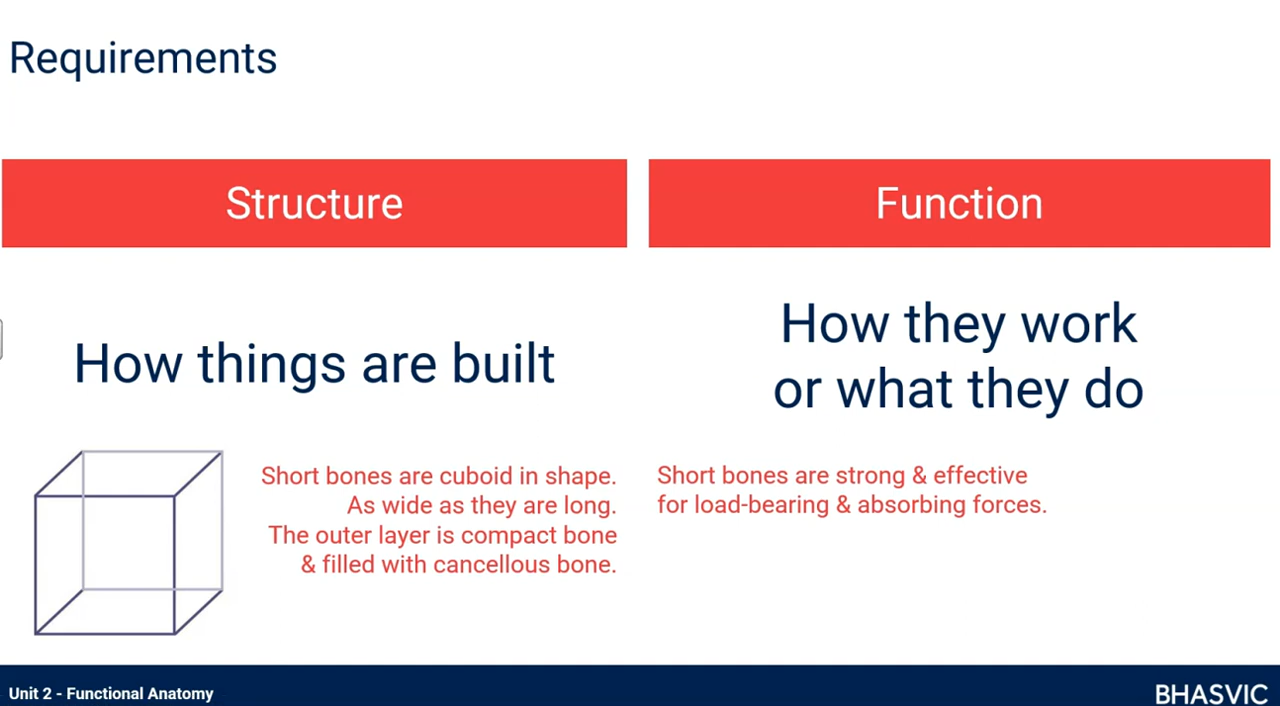 Requirements
Structure
Function
How things are built
How they work
or what they do
Short bones are cuboid in shape.
As wide as they are long.
The outer layer is compact bone
& filled with cancellous bone.
Short bones are strong & effective
for load-bearing & absorbing forces.
Unit 2 - Functional Anatomy
BHASVIC